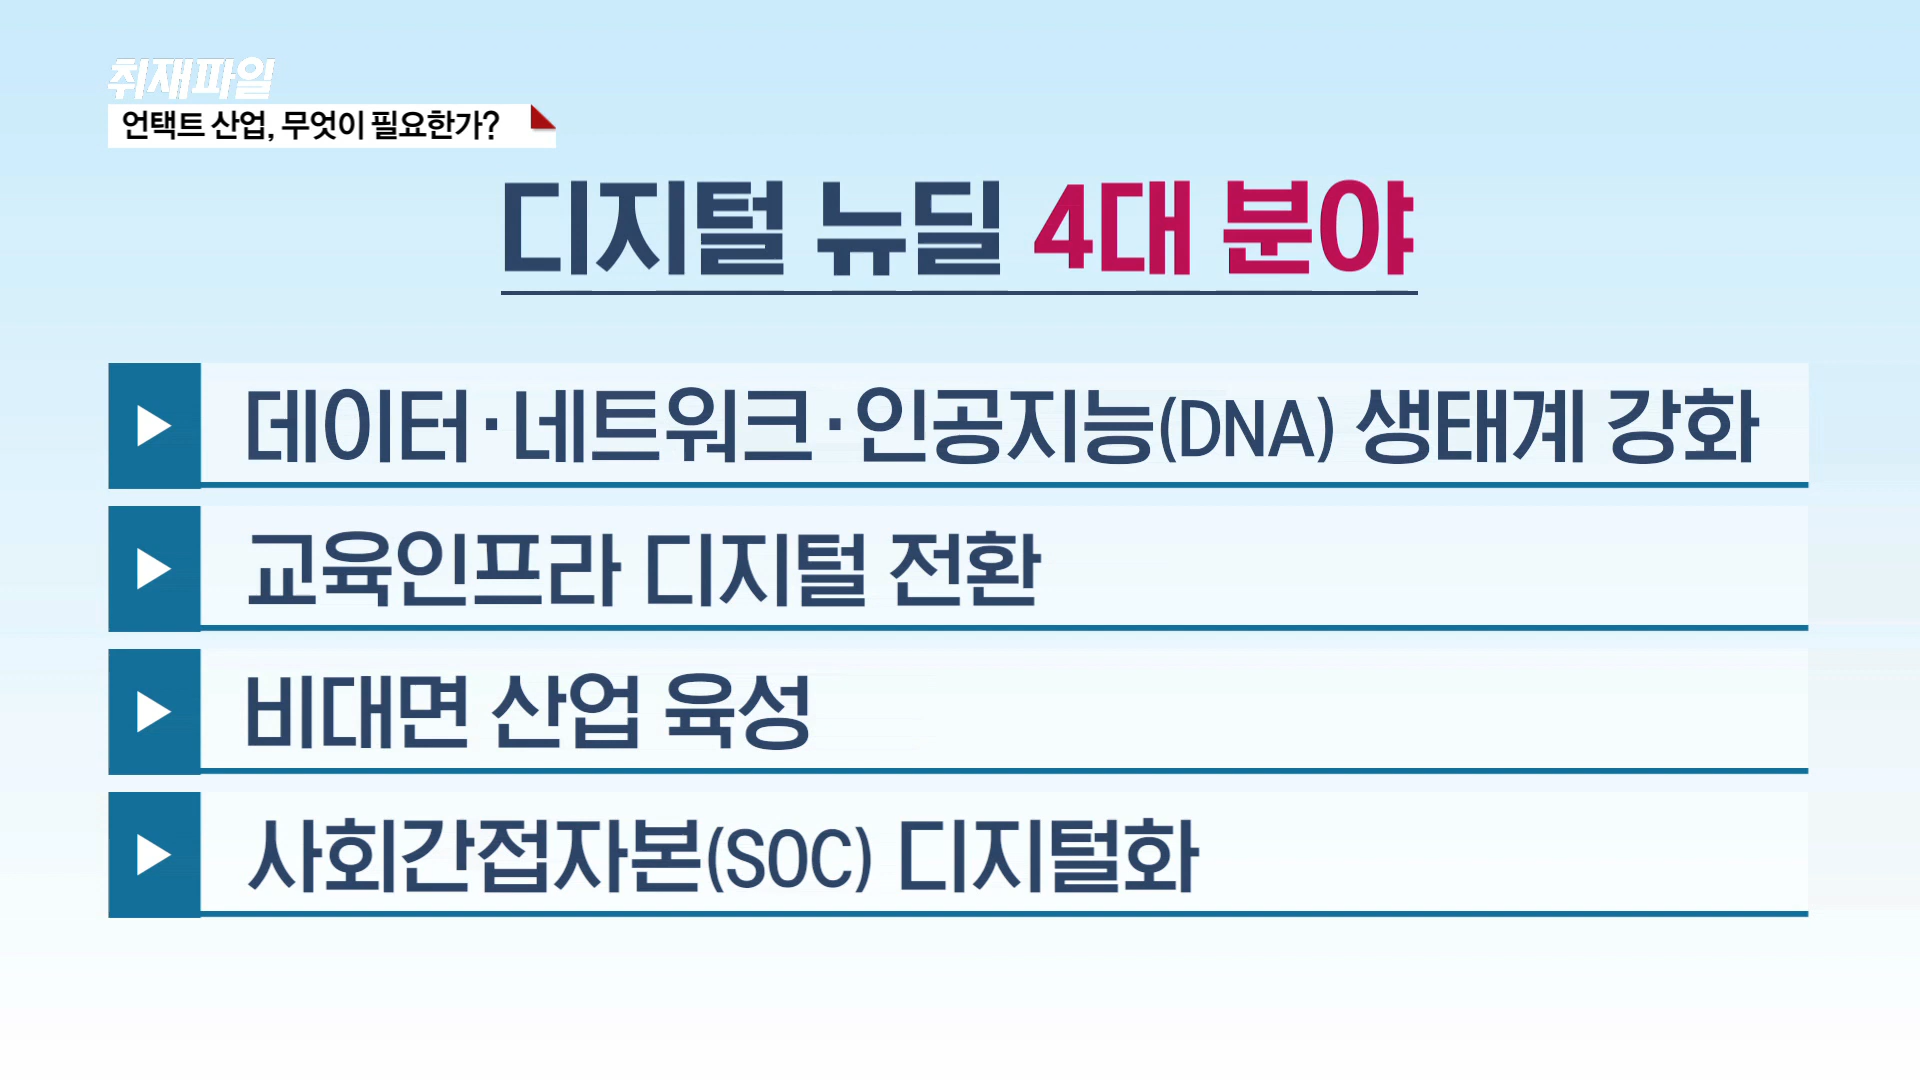 취재파일
언택트 산업, 무엇이 필요한가?
디지털 뉴딜 4대 분야
데이터·네트워크·인공지능(DNA) 생태계 강화
교육인프라 디지털 전환
비대면 산업 육성
사회간접자본(SOC) 디지털화